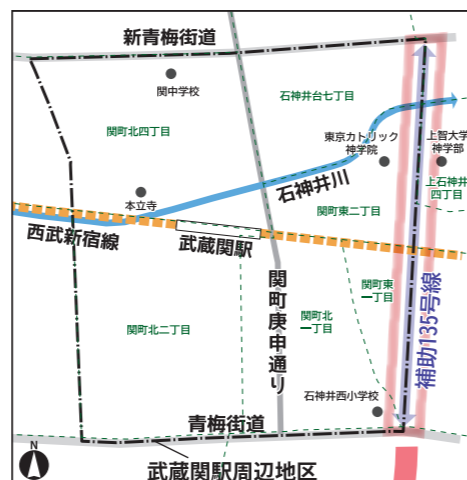 新青梅街道
関中学校
石神井台七丁目
関町北四丁目
東京カトリック
神学院
上智大学
神学部
上石神井
四丁目
石神井川
本立寺
関町東二丁目
西武新宿線
武蔵関駅
関町東
一丁目
関町庚申通り
補助135号線
関町北二丁目
関町北
一丁目
石神井西小学校
青梅街道
N
武蔵関駅周辺地区